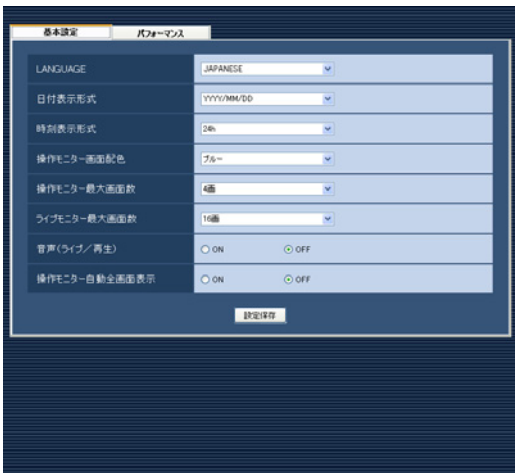 基本設定
パフォーマンス
LANGUAGE
JAPANESE
日付表示形式
YYYY/MM/DD
時刻表示形式
24h
操作モニター画面配色
ブルー
操作モニター最大画面数
4画
ライブモニター最大画面数
16画
音声(ライブ/再生)
ON
OFF
操作モニター自動全画面表示
ON
OFF
設定保存